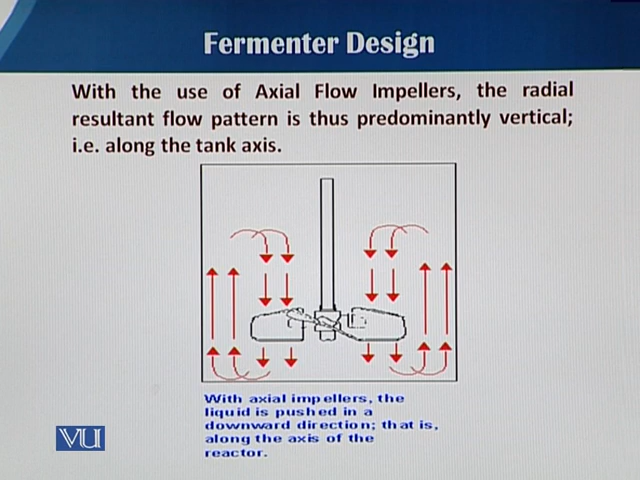 Fermenter Design
With the use of Axial Flow Impellers, the radial
resultant flow pattern is thus predominantly vertical;
i.e. along the tank axis.
With axial impellers, the
liquid is pushed in a
downward direction; that is,
along the axis of the
reactor.
VU